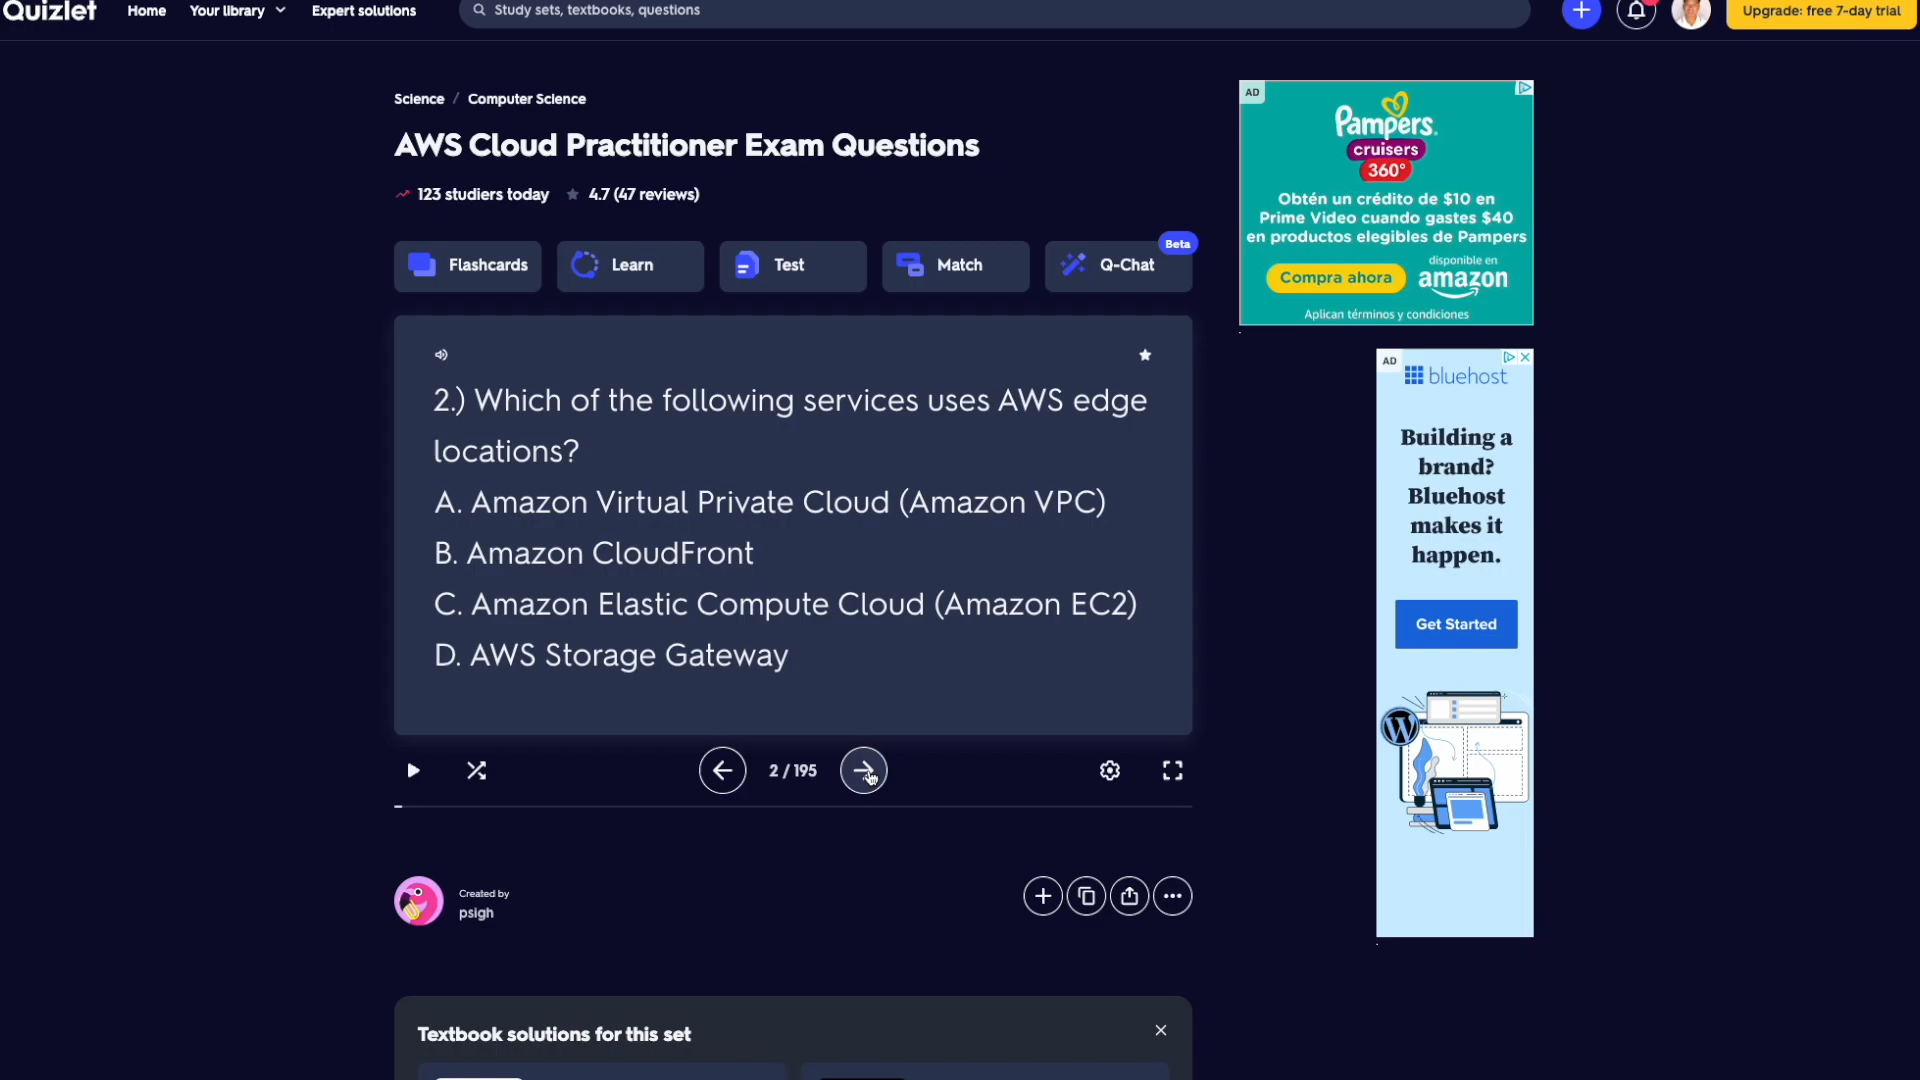 Quizlet
Home
Your library
Expert solutions
Study sets, textbooks, questions
Upgrade: free 7-day trial
Science / Computer Science
AWS Cloud Practitioner Exam Questions
123 studiers today
4.7 (47 reviews)
Flashcards
Learn
Test
Match
Q-Chat
Beta
2.) Which of the following services uses AWS edge
locations?
A. Amazon Virtual Private Cloud (Amazon VPC)
B. Amazon CloudFront
C. Amazon Elastic Compute Cloud (Amazon EC2)
D. AWS Storage Gateway
2 / 195
Created by
psigh
Textbook solutions for this set
AD
Pampers.
cruisers
360°
Obtén un crédito de $10 en
Prime Video cuando gastes $40
en productos elegibles de Pampers
Compra ahora
disponible en
amazon
Aplican términos y condiciones
AD
bluehost
Building a
brand?
Bluehost
makes it
happen.
Get Started